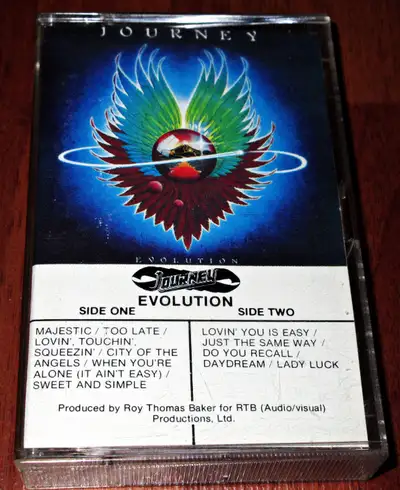 JOURNEY
EVOLUTION
JOURNEY
EVOLUTION
SIDE ONE
MAJESTIC / TOO LATE /
LOVIN', TOUCHIN',
SQUEEZIN' / CITY OF THE
ANGELS / WHEN YOU'RE
ALONE (IT AIN'T EASY) /
SWEET AND SIMPLE
SIDE TWO
LOVIN' YOU IS EASY /
JUST THE SAME WAY /
DO YOU RECALL /
DAYDREAM / LADY LUCK
Produced by Roy Thomas Baker for RTB (Audio/visual)
Productions, Ltd.